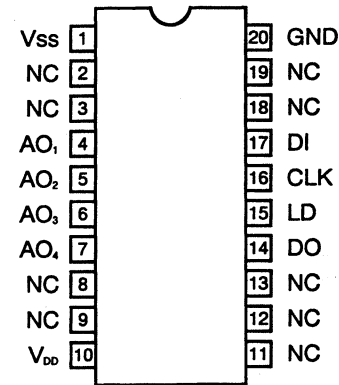 Vss 1 20 GND
NC 2 19 NC
NC 3 18 NC
AO₁ 4 17 DI
AO₂ 5 16 CLK
AO₃ 6 15 LD
AO₄ 7 14 DO
NC 8 13 NC
NC 9 12 NC
V_DD 10 11 NC